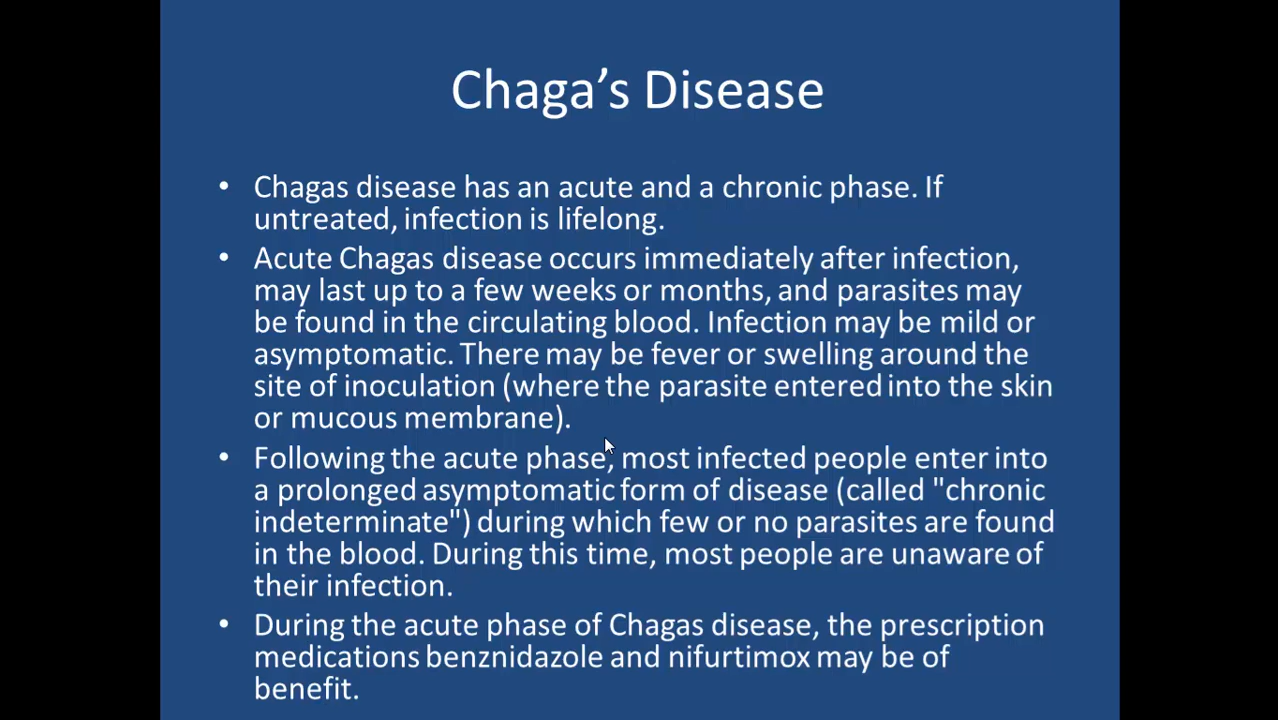 Chaga's Disease
• Chagas disease has an acute and a chronic phase. If
untreated, infection is lifelong.
• Acute Chagas disease occurs immediately after infection,
may last up to a few weeks or months, and parasites may
be found in the circulating blood. Infection may be mild or
asymptomatic. There may be fever or swelling around the
site of inoculation (where the parasite entered into the skin
or mucous membrane).
• Following the acute phase, most infected people enter into
a prolonged asymptomatic form of disease (called "chronic
indeterminate") during which few or no parasites are found
in the blood. During this time, most people are unaware of
their infection.
• During the acute phase of Chagas disease, the prescription
medications benznidazole and nifurtimox may be of
benefit.